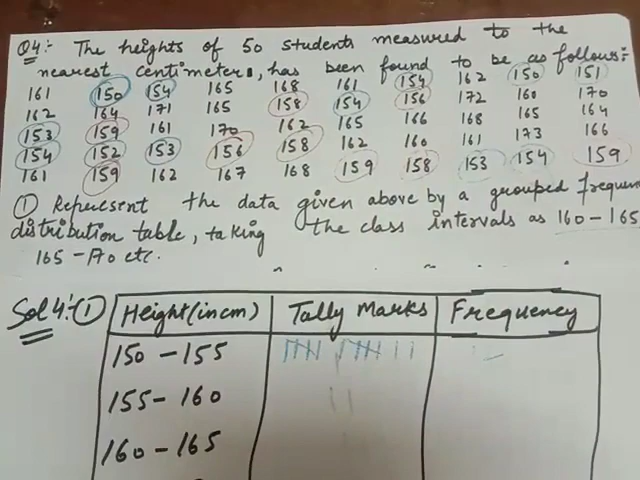 Q4:- The heights of 50 students measured to the
nearest centimeters, has been found to be as follows:-
161 150 154 165 168 161 154 162 150 151
162 164 171 165 158 154 156 172 160 170
153 159 161 170 162 165 166 168 165 164
154 152 153 156 158 162 160 161 173 166
161 159 162 167 168 159 158 153 154 159
① Represent the data given above by a grouped frequen
distribution table, taking the class intervals as 160-165
165-170 etc.
Sol 4:① Height(in cm) Tally Marks Frequency
150-155
155-160
160-165